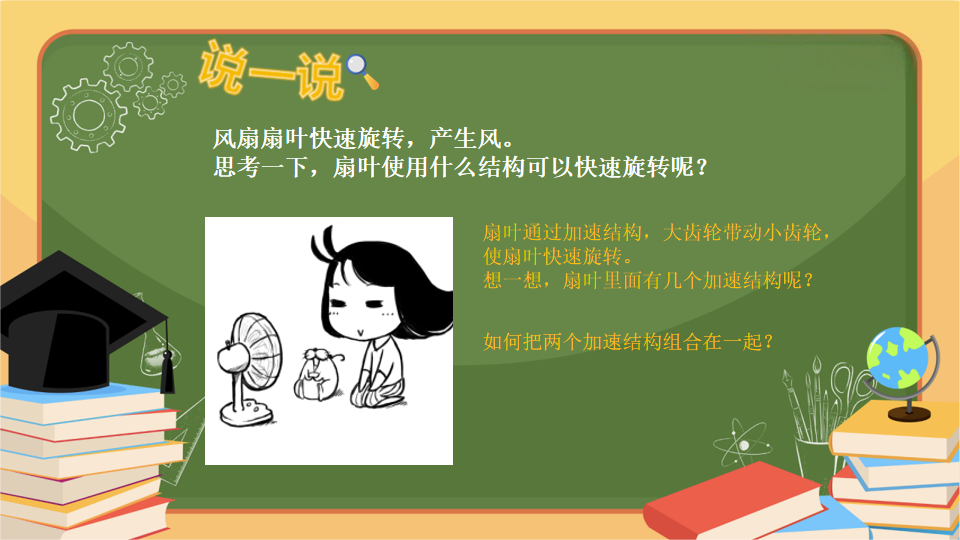 说一说
风扇扇叶快速旋转，产生风。
思考一下，扇叶使用什么结构可以快速旋转呢？
扇叶通过加速结构，大齿轮带动小齿轮，
使扇叶快速旋转。
想一想，扇叶里面有几个加速结构呢？
如何把两个加速结构组合在一起？